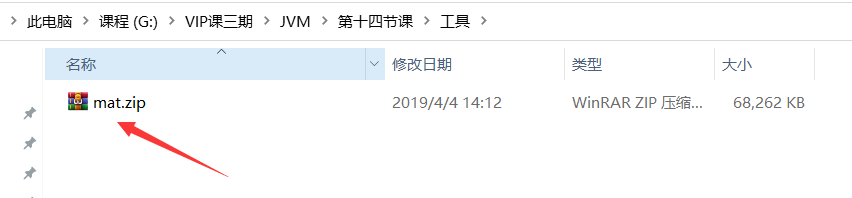 此电脑 > 课程 (G:) > VIP课三期 > JVM > 第十四节课 > 工具 >
名称 修改日期 类型 大小
mat.zip 2019/4/4 14:12 WinRAR ZIP 压缩... 68,262 KB